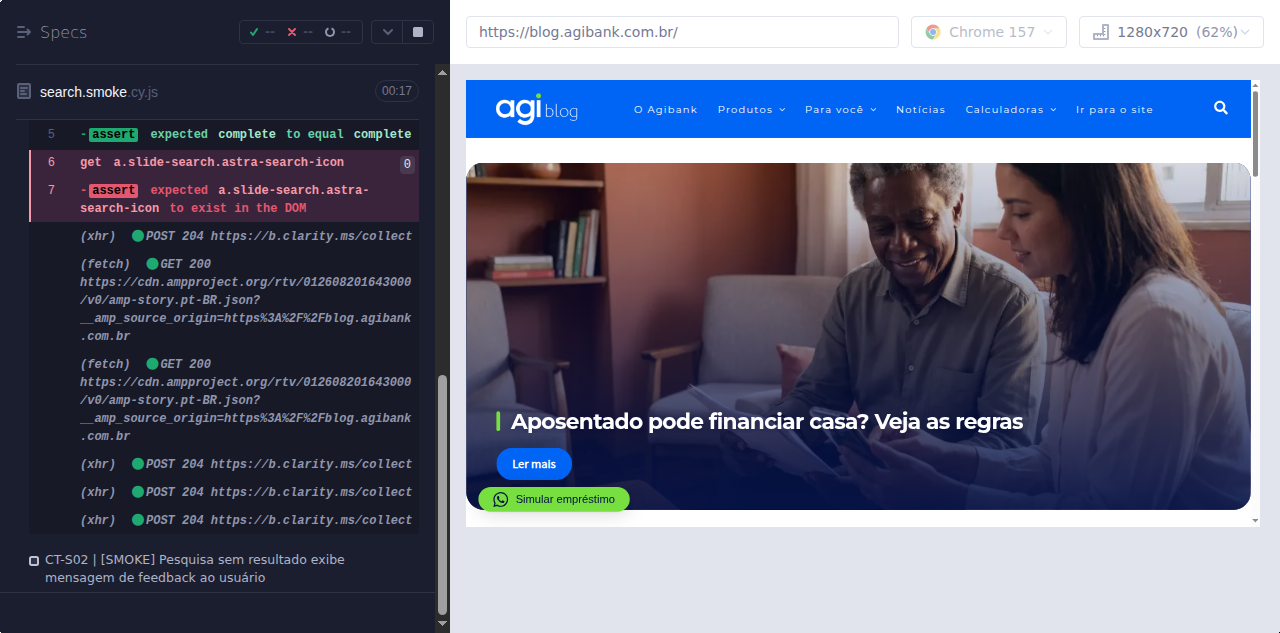 Specs
--
--
--
https://blog.agibank.com.br/
Chrome 157
1280x720 (62%)
search.smoke.cy.js
00:17
5 -assert expected complete to equal complete
6 get a.slide-search.astra-search-icon 0
7 -assert expected a.slide-search.astra-
search-icon to exist in the DOM
(xhr) POST 204 https://b.clarity.ms/collect
(fetch) GET 200
https://cdn.ampproject.org/rtv/012608201643000
/v0/amp-story.pt-BR.json?
__amp_source_origin=https%3A%2F%2Fblog.agibank
.com.br
(fetch) GET 200
https://cdn.ampproject.org/rtv/012608201643000
/v0/amp-story.pt-BR.json?
__amp_source_origin=https%3A%2F%2Fblog.agibank
.com.br
(xhr) POST 204 https://b.clarity.ms/collect
(xhr) POST 204 https://b.clarity.ms/collect
(xhr) POST 204 https://b.clarity.ms/collect
CT-S02 | [SMOKE] Pesquisa sem resultado exibe
mensagem de feedback ao usuário
agi blog
O Agibank
Produtos
Para você
Notícias
Calculadoras
Ir para o site
Aposentado pode financiar casa? Veja as regras
Ler mais
Simular empréstimo